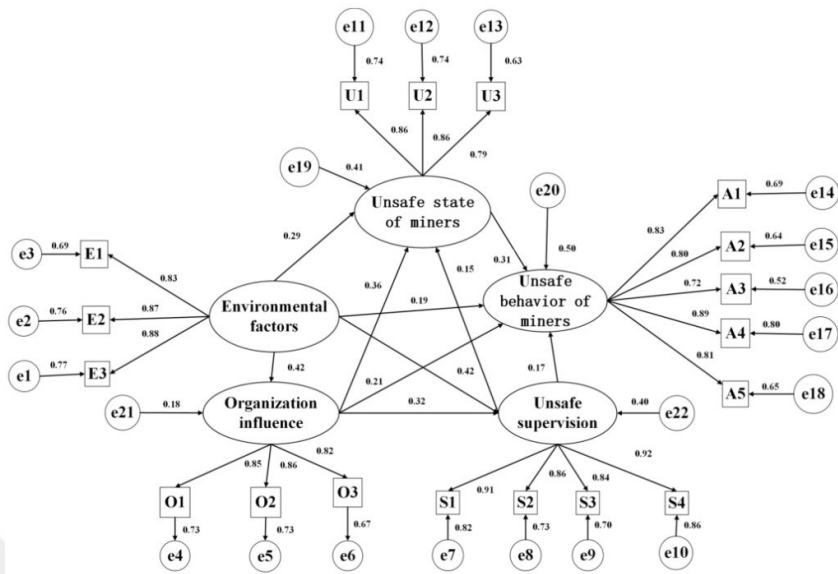 e11
e12
e13
0.74
0.74
0.63
U1
U2
U3
0.86
0.86
0.79
e19
0.41
e20
Unsafe state
of miners
A1
0.69
e14
0.83
e3
0.69
E1
0.29
0.50
0.80
A2
0.64
e15
0.31
0.15
0.36
0.83
Unsafe
behavior of
miners
0.72
A3
0.52
e16
e2
0.76
E2
0.87
Environmental
factors
0.19
0.89
A4
0.80
e17
0.88
e1
0.77
E3
0.81
0.42
0.21
0.42
0.17
A5
0.65
e18
e21
0.18
Organization
influence
0.32
Unsafe
supervision
0.40
e22
0.85
0.86
0.82
0.91
0.86
0.84
0.92
O1
O2
O3
S1
S2
S3
S4
0.73
0.73
0.67
0.82
0.73
0.70
0.86
e4
e5
e6
e7
e8
e9
e10